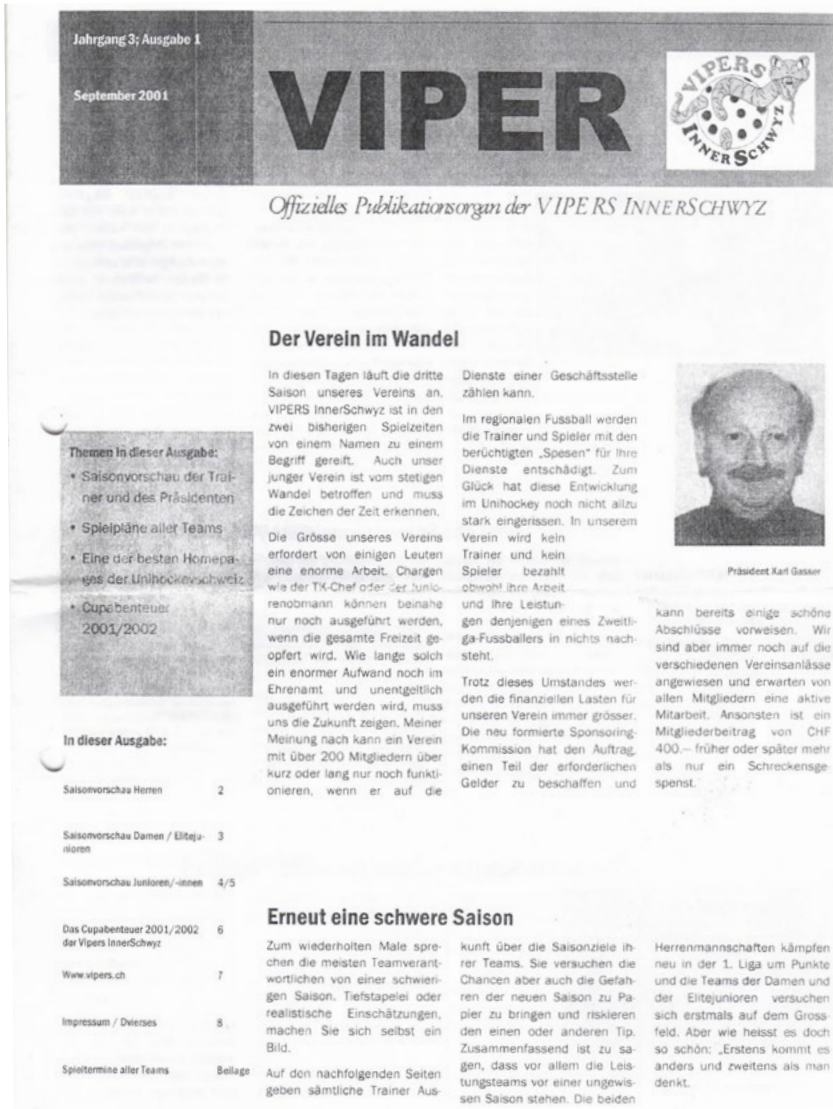 Jahrgang 3; Ausgabe 1
September 2001
VIPER
VIPERS
INNERSCHWYZ
Offizielles Publikationsorgan der VIPERS INNERSCHWYZ
Themen in dieser Ausgabe:
• Saisonvorschau der Trai-
ner und des Präsidenten
• Spielpläne aller Teams
• Eine der besten Homepa-
ges der Unihockeyschweiz
• Cupabenteuer
2001/2002
In dieser Ausgabe:
Saisonvorschau Herren 2
Saisonvorschau Damen / Eliteju- 3
nioren
Saisonvorschau Junioren/-innen 4/5
Das Cupabenteuer 2001/2002 6
der Vipers InnerSchwyz
Www.vipers.ch 7
Impressum / Dvierses 8
Spieltermine aller Teams Beilage
Der Verein im Wandel
In diesen Tagen läuft die dritte
Saison unseres Vereins an.
VIPERS InnerSchwyz ist in den
zwei bisherigen Spielzeiten
von einem Namen zu einem
Begriff gereift. Auch unser
junger Verein ist vom stetigen
Wandel betroffen und muss
die Zeichen der Zeit erkennen.
Die Grösse unseres Vereins
erfordert von einigen Leuten
eine enorme Arbeit. Chargen
wie der TK-Chef oder der Junio-
renobmann können beinahe
nur noch ausgeführt werden,
wenn die gesamte Freizeit ge-
opfert wird. Wie lange solch
ein enormer Aufwand noch im
Ehrenamt und unentgeltlich
ausgeführt werden wird, muss
uns die Zukunft zeigen. Meiner
Meinung nach kann ein Verein
mit über 200 Mitgliedern über
kurz oder lang nur noch funkti-
onieren, wenn er auf die
Dienste einer Geschäftsstelle
zählen kann.
Im regionalen Fussball werden
die Trainer und Spieler mit den
berüchtigten „Spesen“ für Ihre
Dienste entschädigt. Zum
Glück hat diese Entwicklung
im Unihockey noch nicht allzu
stark eingerissen. In unserem
Verein wird kein
Trainer und kein
Spieler bezahlt
obwohl Ihre Arbeit
und Ihre Leistun-
gen denjenigen eines Zweitli-
ga-Fussballers in nichts nach-
steht.
Trotz dieses Umstandes wer-
den die finanziellen Lasten für
unseren Verein immer grösser.
Die neu formierte Sponsoring-
Kommission hat den Auftrag,
einen Teil der erforderlichen
Gelder zu beschaffen und
Präsident Karl Gasser
kann bereits einige schöne
Abschlüsse vorweisen. Wir
sind aber immer noch auf die
verschiedenen Vereinsanlässe
angewiesen und erwarten von
allen Mitgliedern eine aktive
Mitarbeit. Ansonsten ist ein
Mitgliederbeitrag von CHF
400.– früher oder später mehr
als nur ein Schreckensge-
spenst.
Erneut eine schwere Saison
Zum wiederholten Male spre-
chen die meisten Teamverant-
wortlichen von einer schwieri-
gen Saison. Tiefstapelei oder
realistische Einschätzungen,
machen Sie sich selbst ein
Bild.
Auf den nachfolgenden Seiten
geben sämtliche Trainer Aus-
kunft über die Saisonziele ih-
rer Teams. Sie versuchen die
Chancen aber auch die Gefah-
ren der neuen Saison zu Pa-
pier zu bringen und riskieren
den einen oder anderen Tip.
Zusammenfassend ist zu sa-
gen, dass vor allem die Leis-
tungsteams vor einer ungewis-
sen Saison stehen. Die beiden
Herrenmannschaften kämpfen
neu in der 1. Liga um Punkte
und die Teams der Damen und
der Elitejunioren versuchen
sich erstmals auf dem Gross-
feld. Aber wie heisst es doch
so schön: „Erstens kommt es
anders und zweitens als man
denkt.